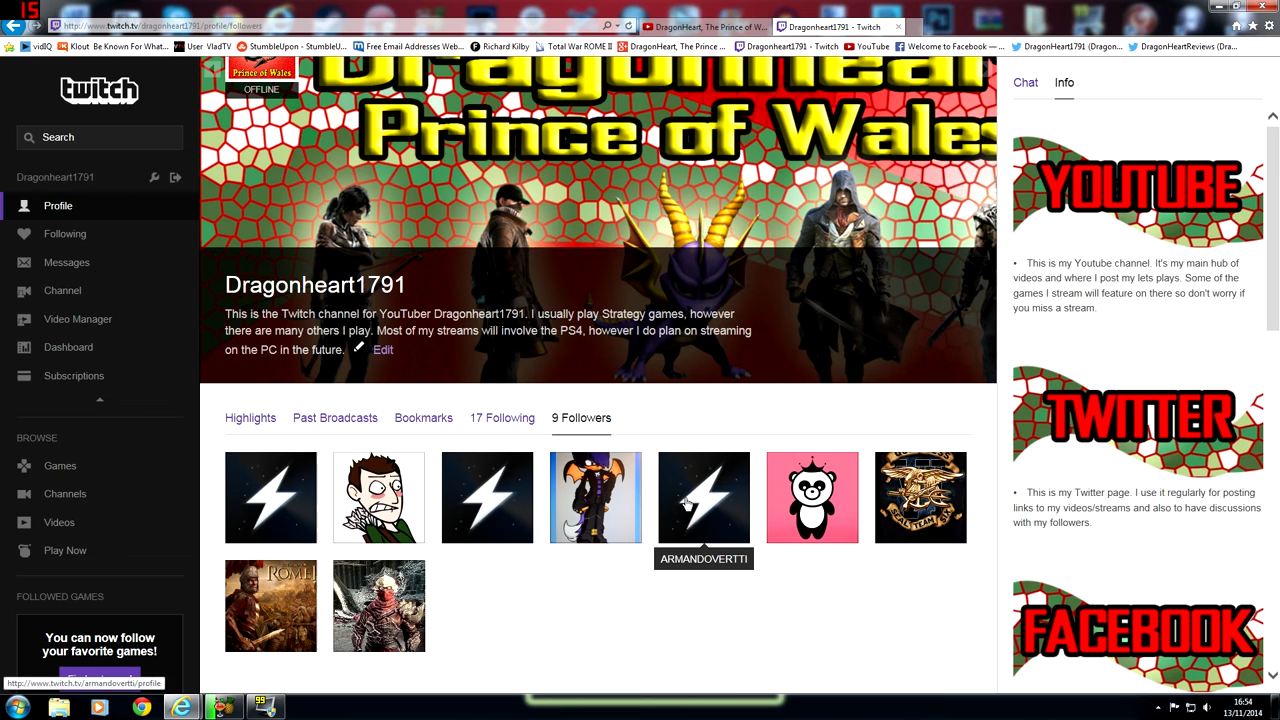 15
http://www.twitch.tv/dragonheart1791/profile/followers
DragonHeart, The Prince of W...
Dragonheart1791 - Twitch
vidIQ
Klout Be Known For What...
User VladTV
StumbleUpon - StumbleU...
Free Email Addresses Web...
Richard Kilby
Total War ROME II
DragonHeart, The Prince ...
Dragonheart1791 - Twitch
YouTube
Welcome to Facebook — ...
DragonHeart1791 (Dragon...
DragonHeartReviews (Dra...
twitch
Search
Dragonheart1791
Profile
Following
Messages
Channel
Video Manager
Dashboard
Subscriptions
BROWSE
Games
Channels
Videos
Play Now
FOLLOWED GAMES
You can now follow
your favorite games!
http://www.twitch.tv/armandovertti/profile
Prince of Wales
OFFLINE
Dragonheart
Prince of Wales
Dragonheart1791
This is the Twitch channel for YouTuber Dragonheart1791. I usually play Strategy games, however
there are many others I play. Most of my streams will involve the PS4, however I do plan on streaming
on the PC in the future. Edit
Highlights
Past Broadcasts
Bookmarks
17 Following
9 Followers
SEAL TEAM SIX
ARMANDOVERTTI
ROME
Chat
Info
YOUTUBE
• This is my Youtube channel. It's my main hub of
videos and where I post my lets plays. Some of the
games I stream will feature on there so don't worry if
you miss a stream.
TWITTER
• This is my Twitter page. I use it regularly for posting
links to my videos/streams and also to have discussions
with my followers.
FACEBOOK
99
16:54
13/11/2014